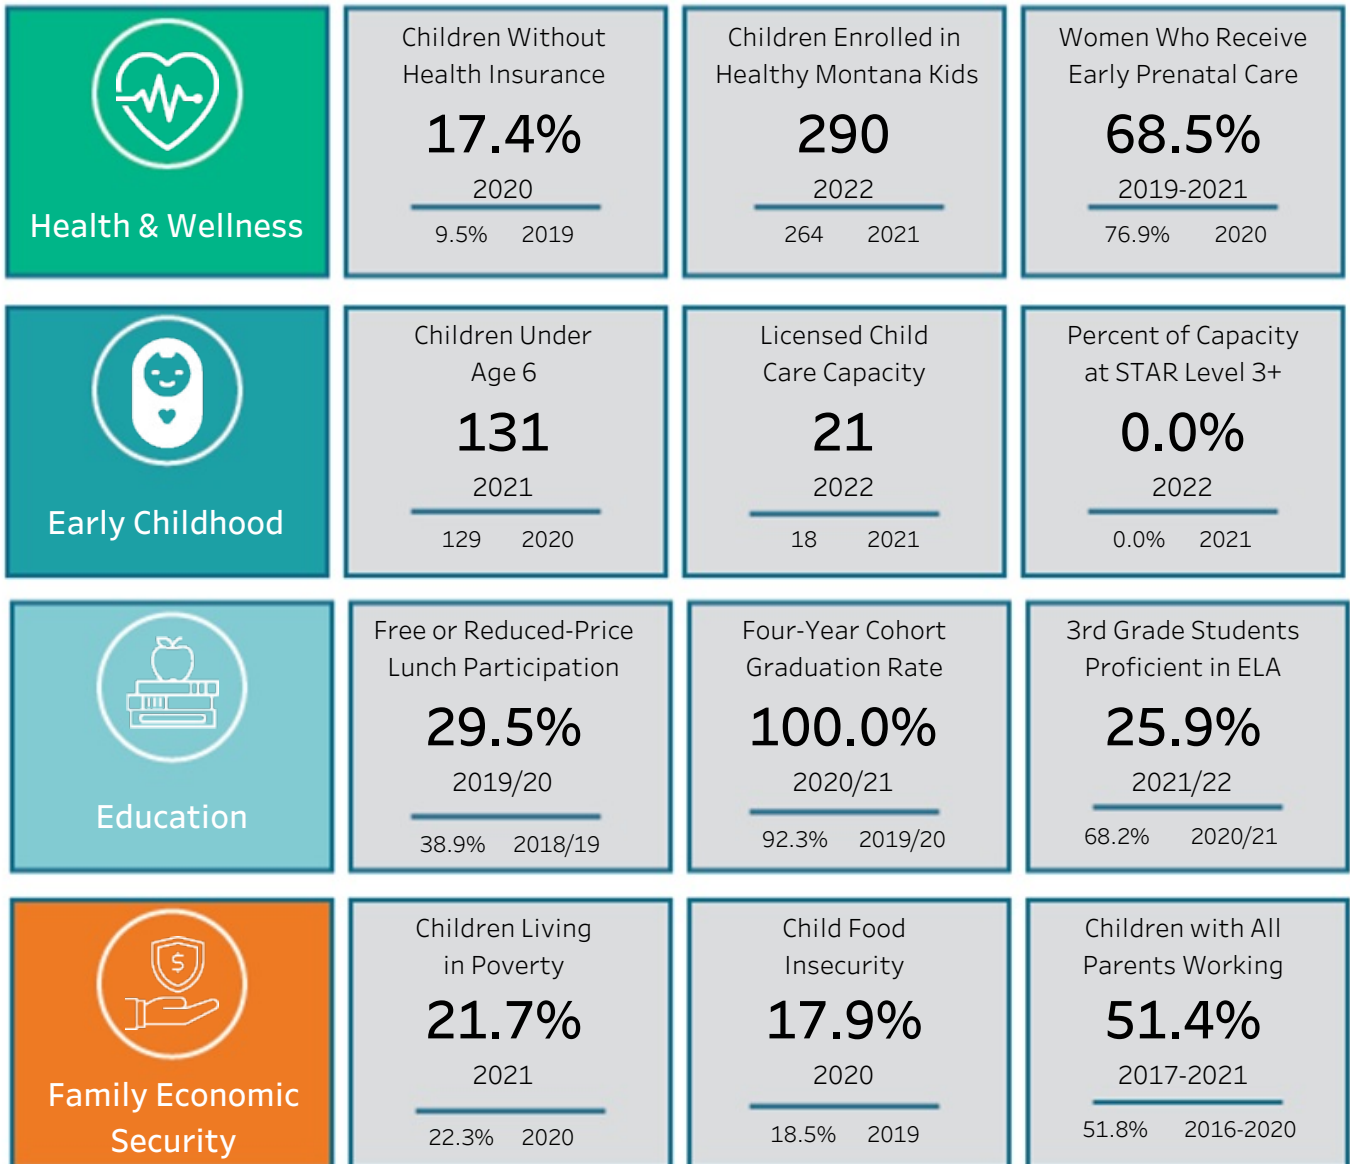 Health & Wellness
Children Without
Health Insurance
17.4%
2020
9.5% 2019
Children Enrolled in
Healthy Montana Kids
290
2022
264 2021
Women Who Receive
Early Prenatal Care
68.5%
2019-2021
76.9% 2020
Early Childhood
Children Under
Age 6
131
2021
129 2020
Licensed Child
Care Capacity
21
2022
18 2021
Percent of Capacity
at STAR Level 3+
0.0%
2022
0.0% 2021
Education
Free or Reduced-Price
Lunch Participation
29.5%
2019/20
38.9% 2018/19
Four-Year Cohort
Graduation Rate
100.0%
2020/21
92.3% 2019/20
3rd Grade Students
Proficient in ELA
25.9%
2021/22
68.2% 2020/21
$
Family Economic
Security
Children Living
in Poverty
21.7%
2021
22.3% 2020
Child Food
Insecurity
17.9%
2020
18.5% 2019
Children with All
Parents Working
51.4%
2017-2021
51.8% 2016-2020